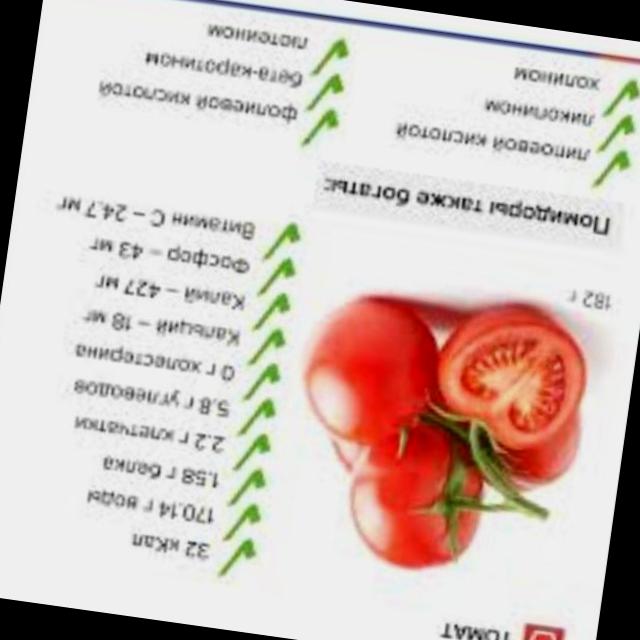 ТОМАТ
32 кКал
170.14 г воды
1.58 г белка
2.2 г клетчатки
5.8 г углеводов
0 г холестерина
Кальций – 18 мг
Калий – 427 мг
Фосфор – 43 мг
Витамин С – 24,7 мг
182 г
Помидоры также богаты:
липоевой кислотой
ликопином
холином
фолиевой кислотой
бета-каротином
лютеином